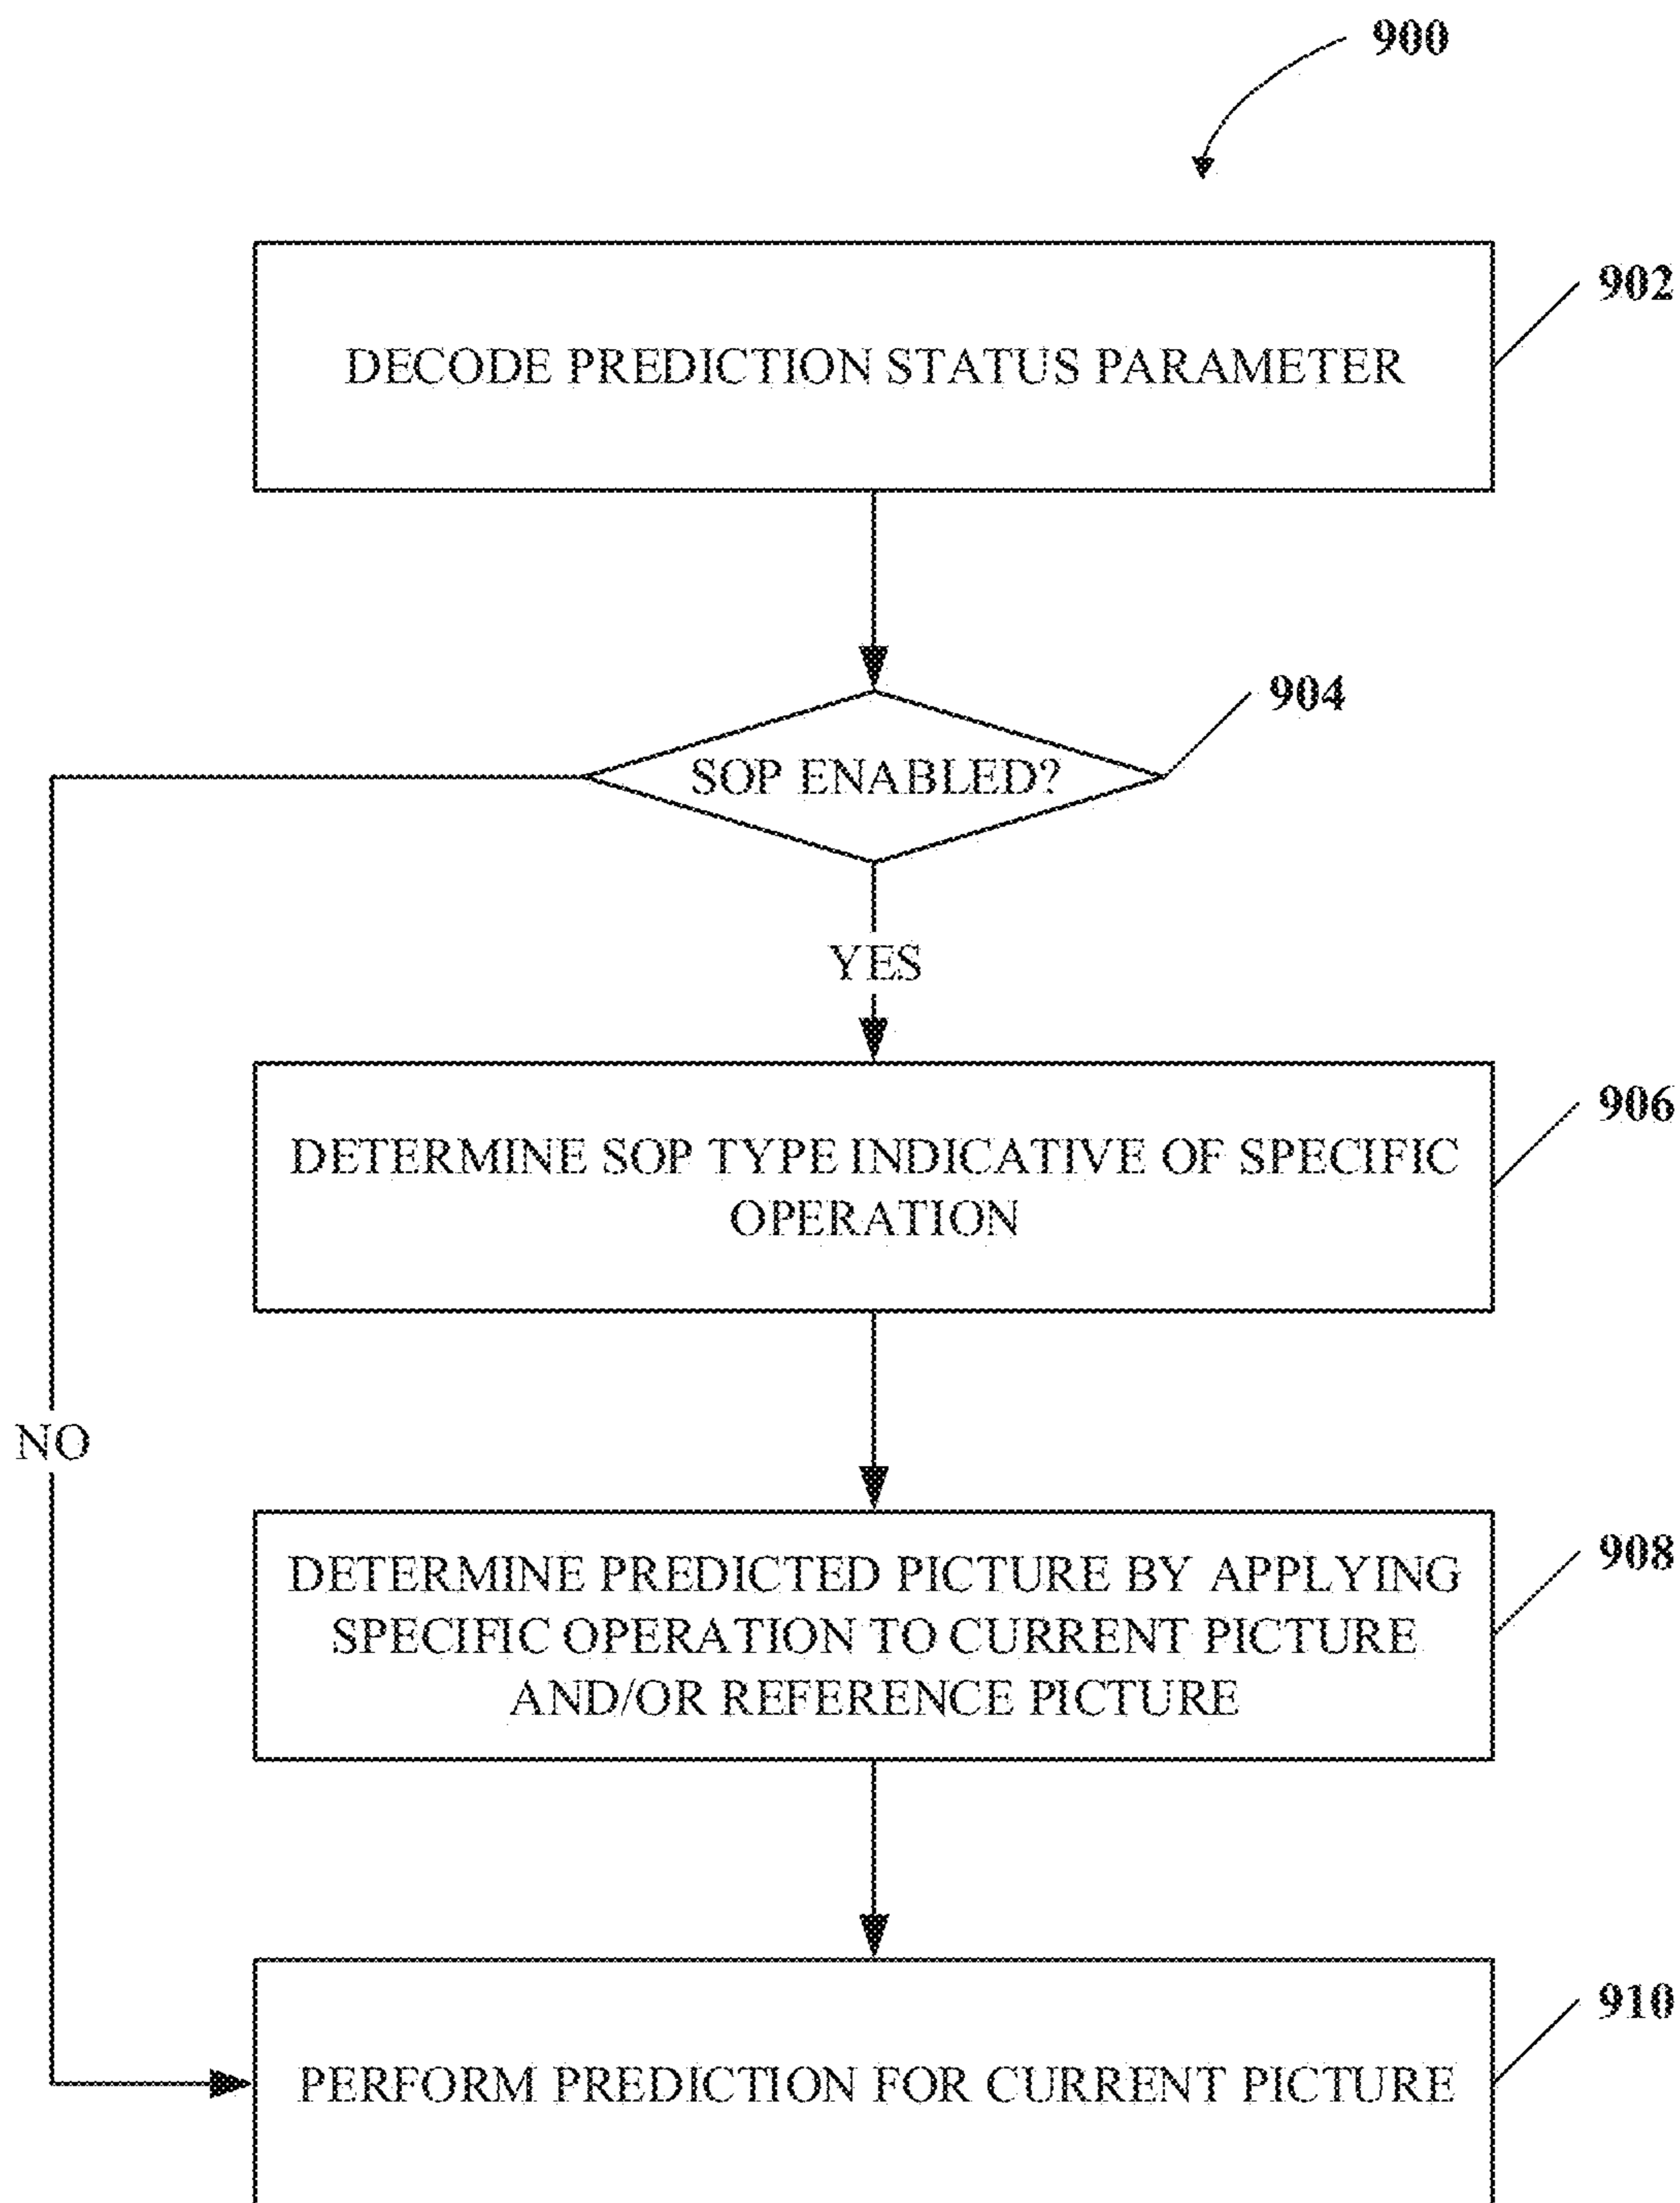 900
902
DECODE PREDICTION STATUS PARAMETER
904
SOP ENABLED?
YES
906
DETERMINE SOP TYPE INDICATIVE OF SPECIFIC
OPERATION
NO
908
DETERMINE PREDICTED PICTURE BY APPLYING
SPECIFIC OPERATION TO CURRENT PICTURE
AND/OR REFERENCE PICTURE
910
PERFORM PREDICTION FOR CURRENT PICTURE